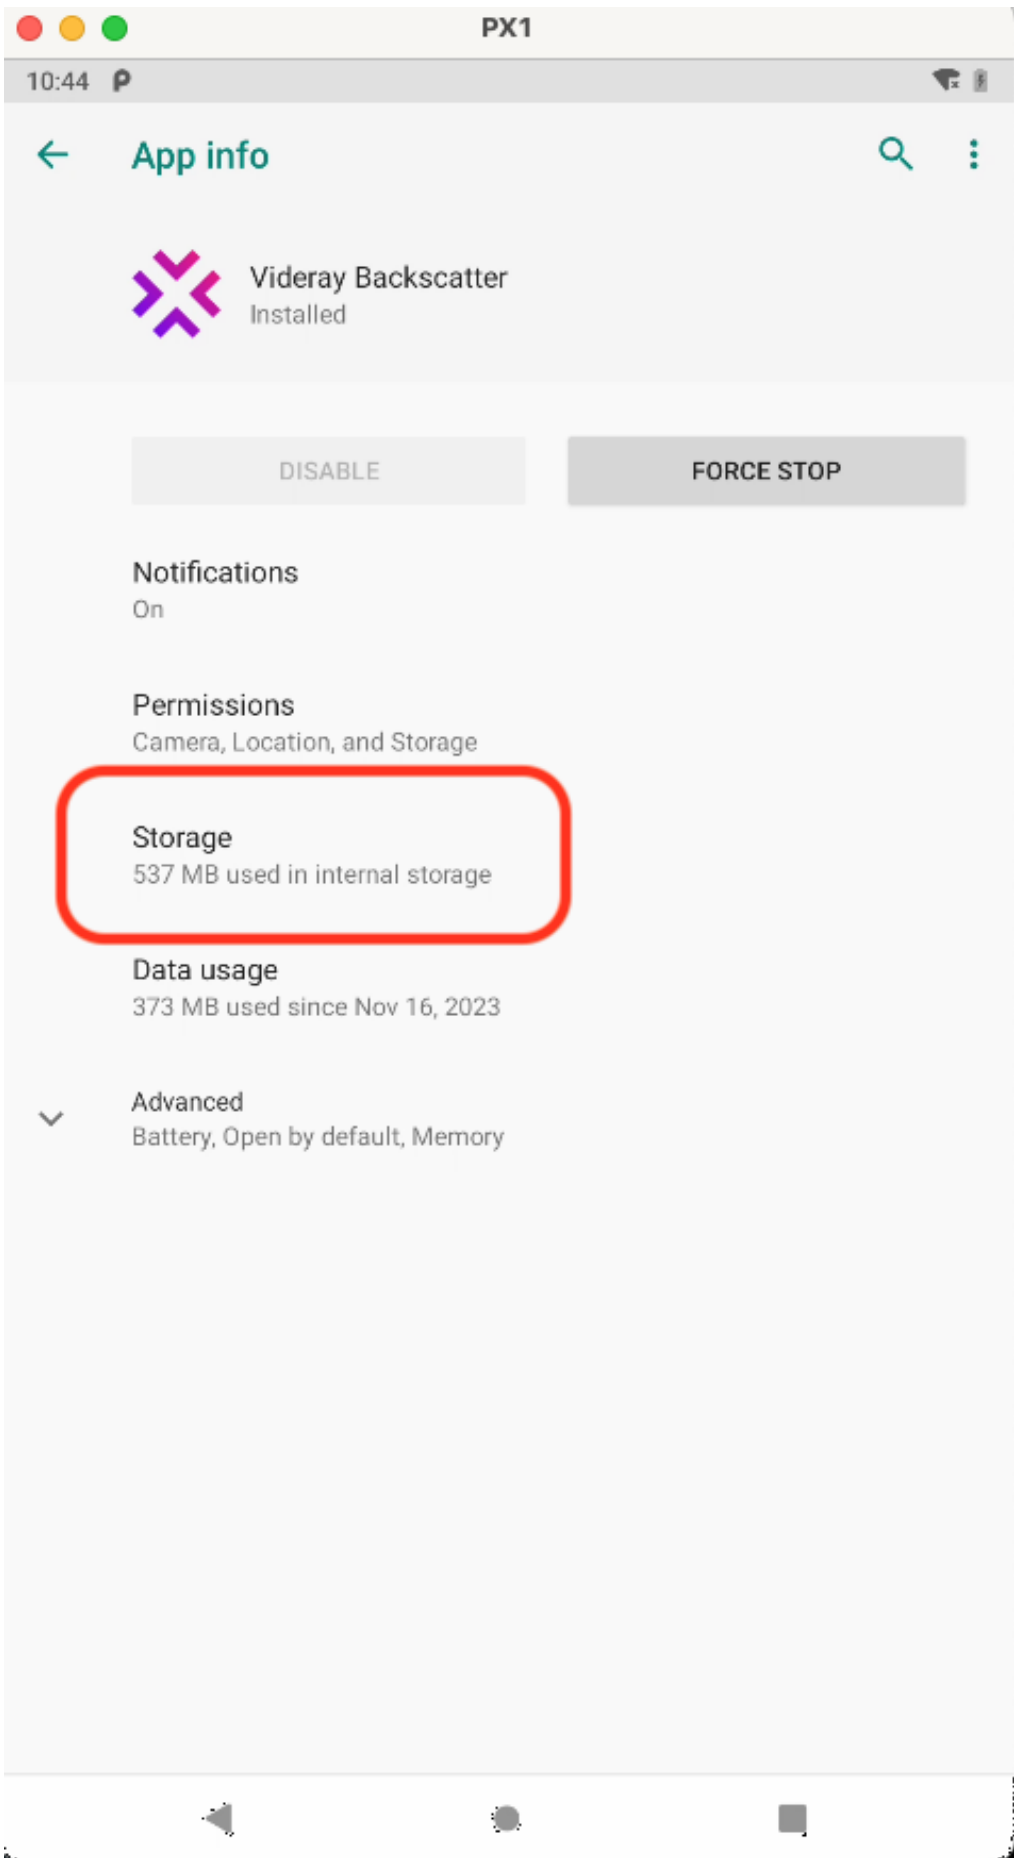 PX1
10:44
App info
Videray Backscatter
Installed
DISABLE
FORCE STOP
Notifications
On
Permissions
Camera, Location, and Storage
Storage
537 MB used in internal storage
Data usage
373 MB used since Nov 16, 2023
Advanced
Battery, Open by default, Memory